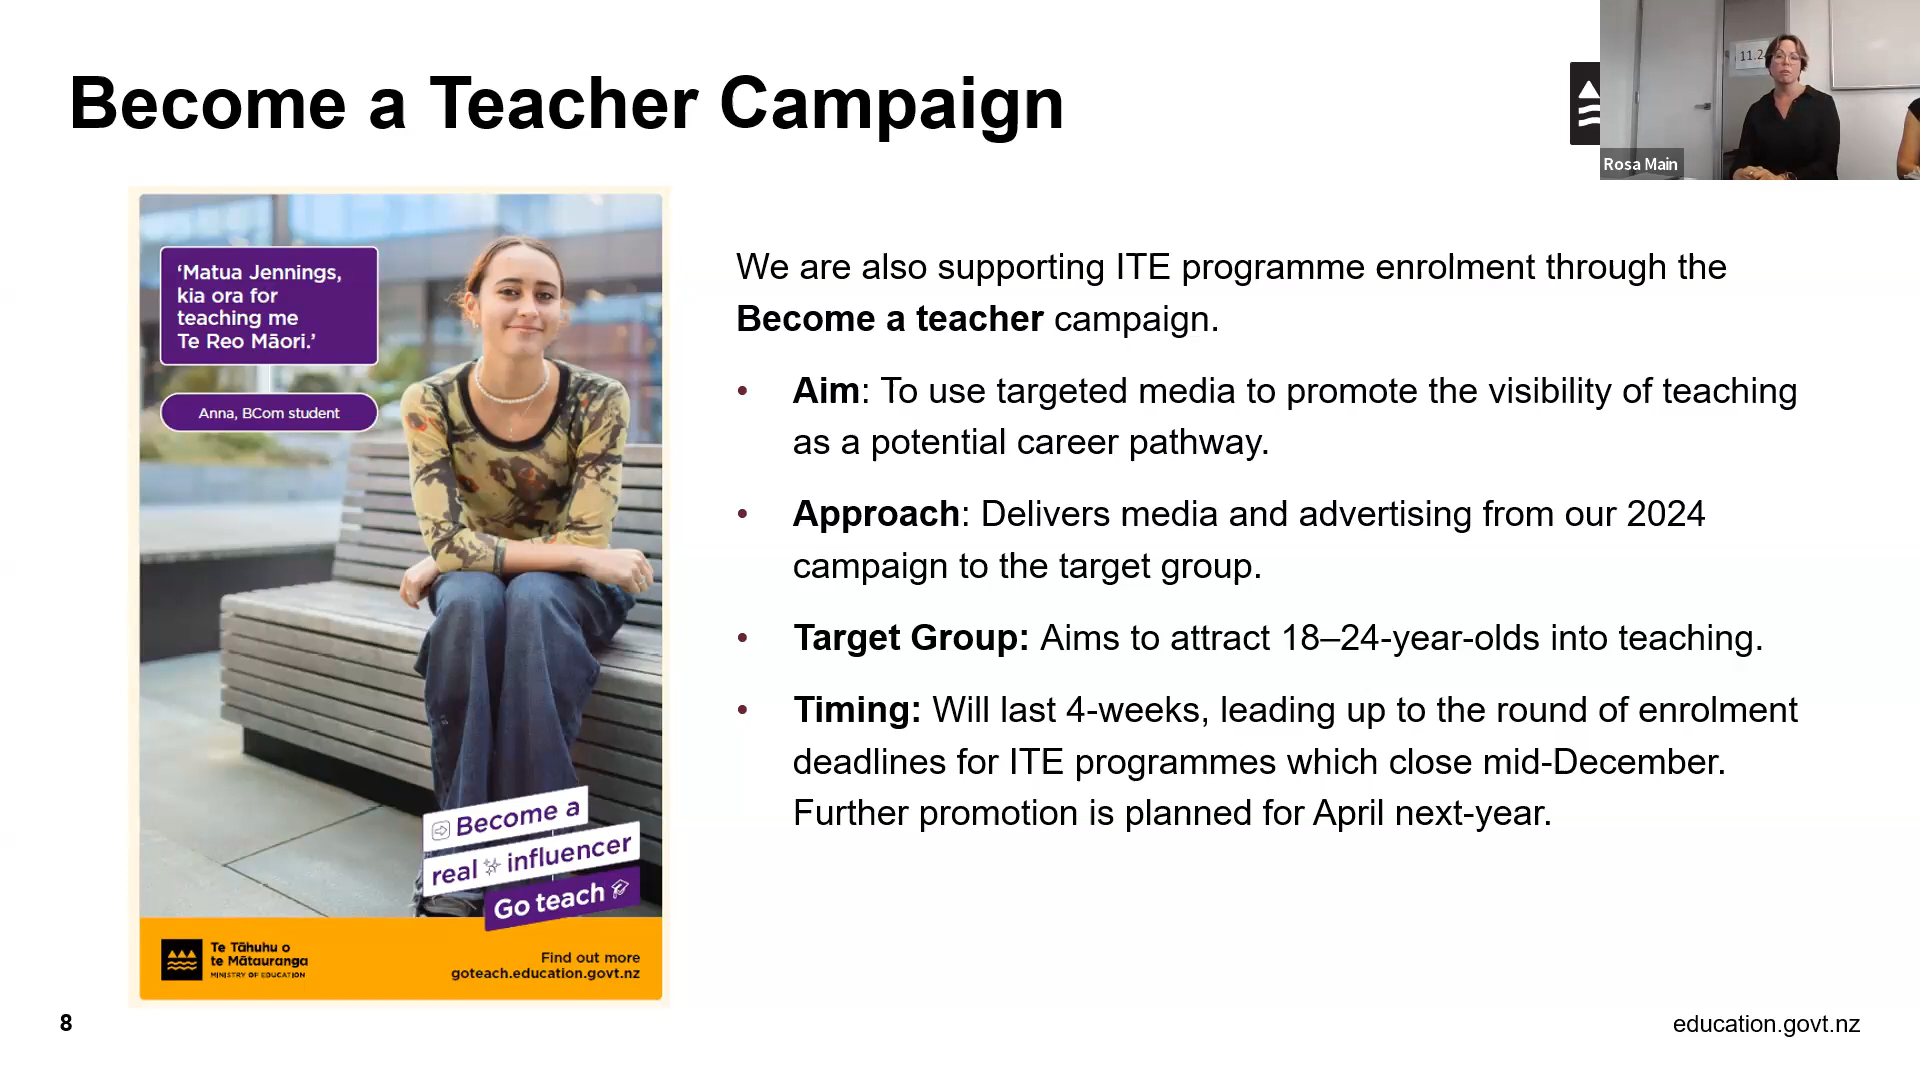 Become a Teacher Campaign
11.2
Rosa Main
‘Matua Jennings,
kia ora for
teaching me
Te Reo Māori.’
Anna, BCom student
Become a
real influencer
Go teach
Te Tāhuhu o
te Mātauranga
MINISTRY OF EDUCATION
Find out more
goteach.education.govt.nz
We are also supporting ITE programme enrolment through the
Become a teacher campaign.
• Aim: To use targeted media to promote the visibility of teaching
as a potential career pathway.
• Approach: Delivers media and advertising from our 2024
campaign to the target group.
• Target Group: Aims to attract 18–24-year-olds into teaching.
• Timing: Will last 4-weeks, leading up to the round of enrolment
deadlines for ITE programmes which close mid-December.
Further promotion is planned for April next-year.
8
education.govt.nz